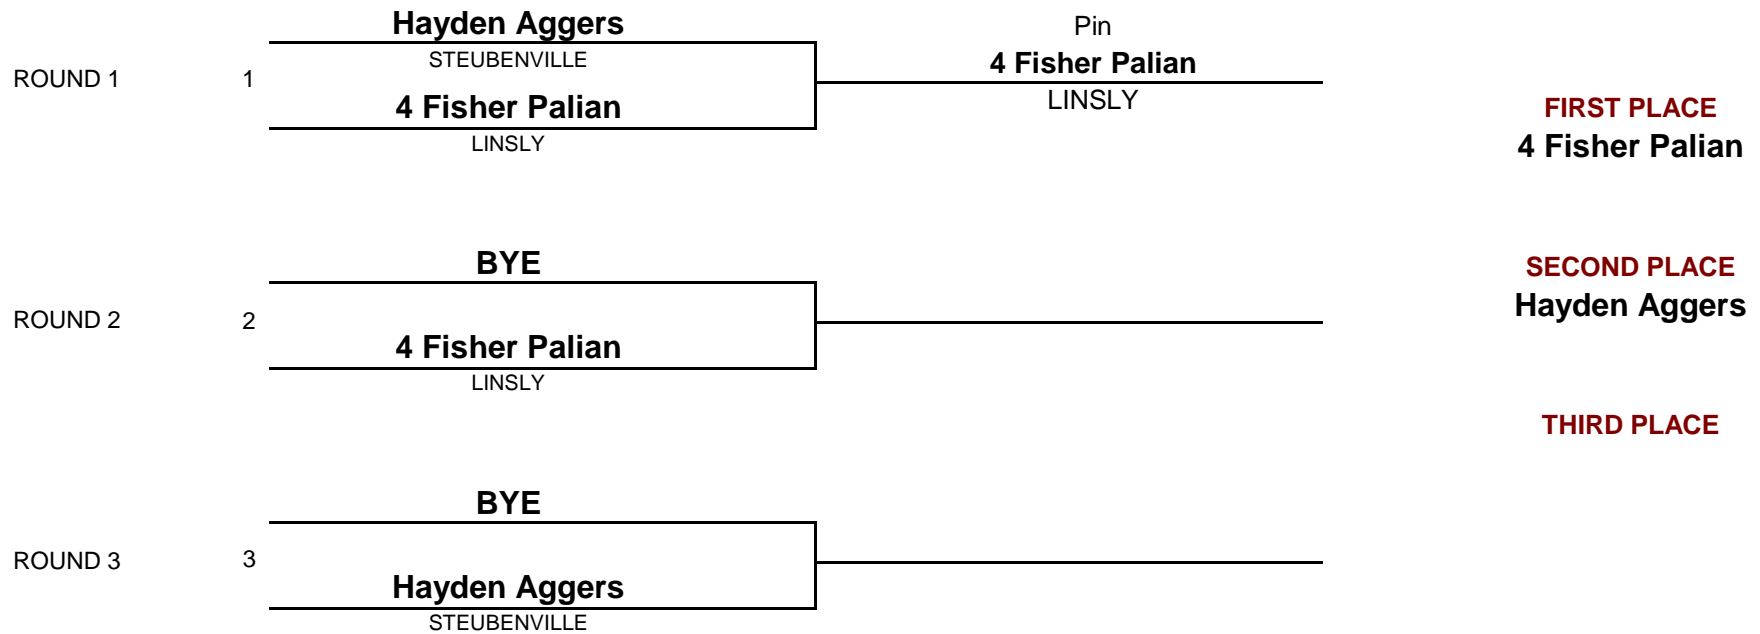 Hayden Aggers
STEUBENVILLE
ROUND 1
1
4 Fisher Palian
LINSLY
Pin
4 Fisher Palian
LINSLY
FIRST PLACE
4 Fisher Palian
BYE
ROUND 2
2
4 Fisher Palian
LINSLY
SECOND PLACE
Hayden Aggers
THIRD PLACE
BYE
ROUND 3
3
Hayden Aggers
STEUBENVILLE